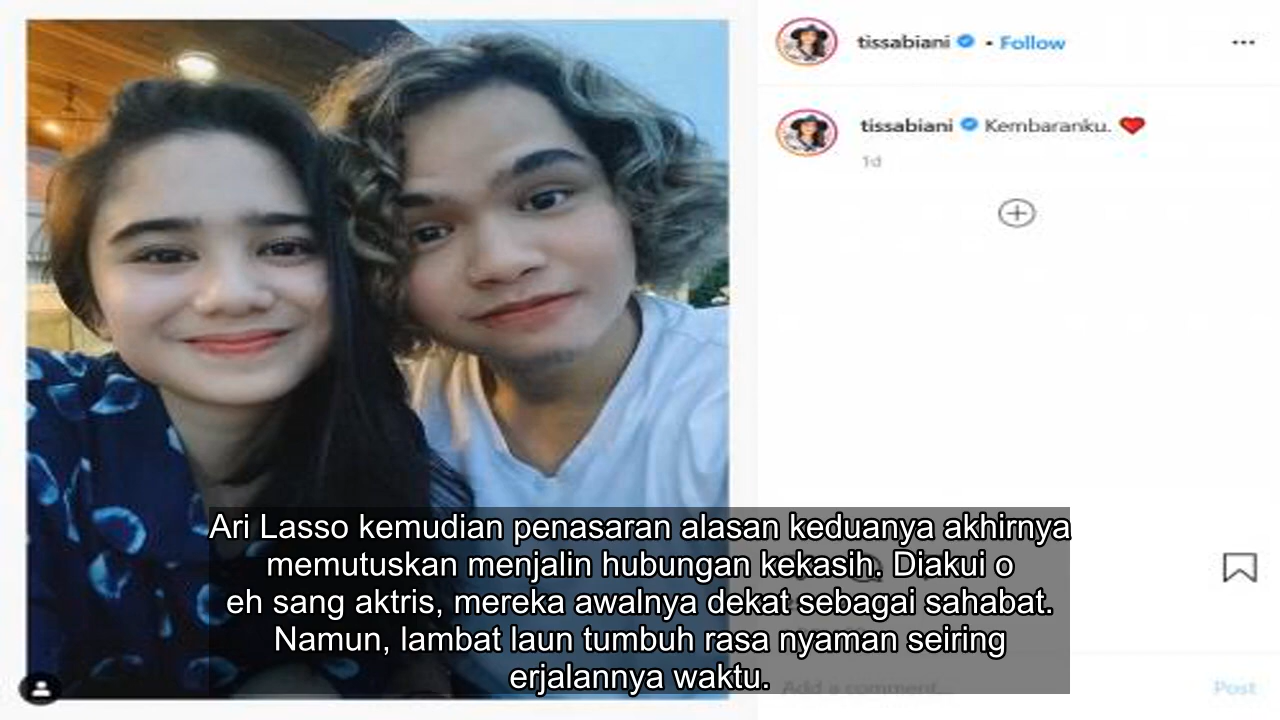 tissabiani • Follow
tissabiani Kembaranku. ❤️
1d
Ari Lasso kemudian penasaran alasan keduanya akhirnya
memutuskan menjalin hubungan kekasih. Diakui o
eh sang aktris, mereka awalnya dekat sebagai sahabat.
Namun, lambat laun tumbuh rasa nyaman seiring
erjalannya waktu.
Add a comment...
Post